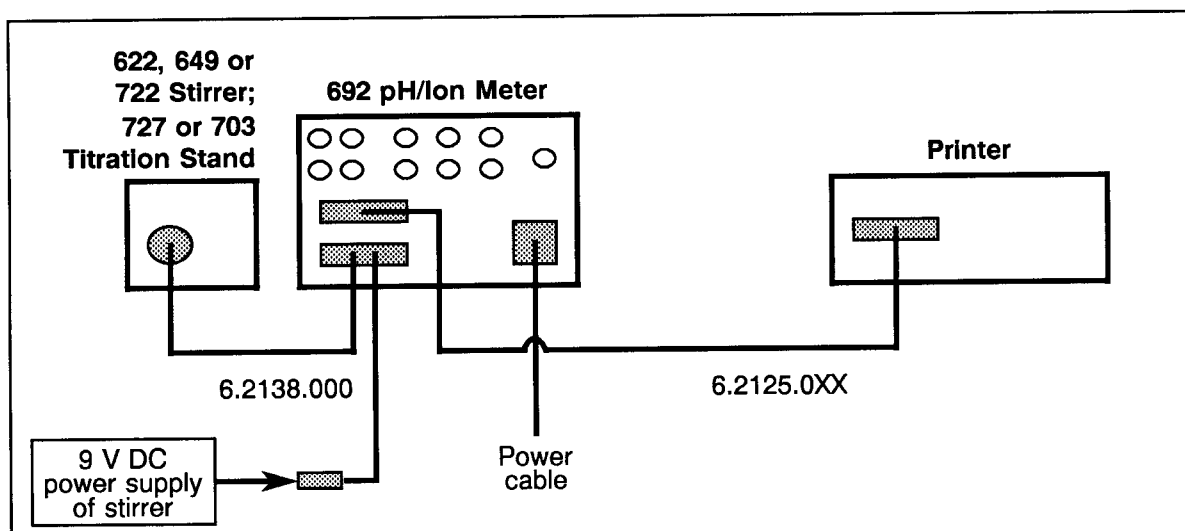 622, 649 or
722 Stirrer;
727 or 703
Titration Stand
692 pH/Ion Meter
Printer
6.2138.000
6.2125.0XX
9 V DC
power supply
of stirrer
Power
cable